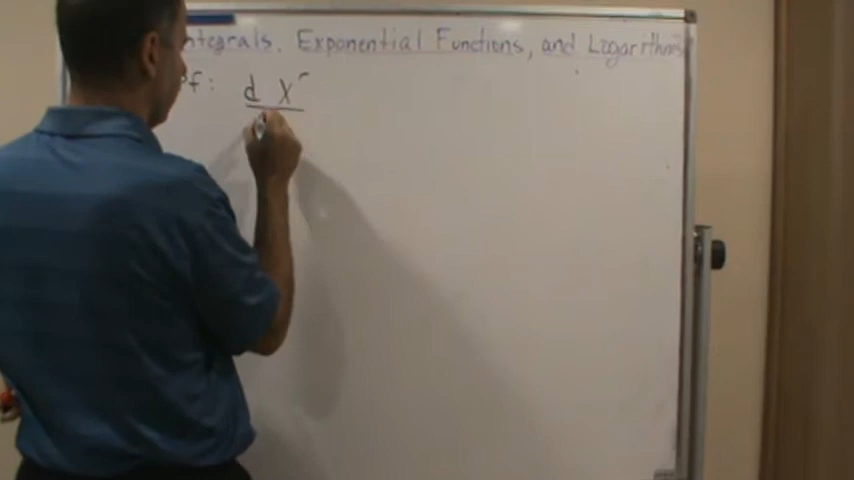 ntegrals, Exponential Functions, and Logarithms
f: d x^r